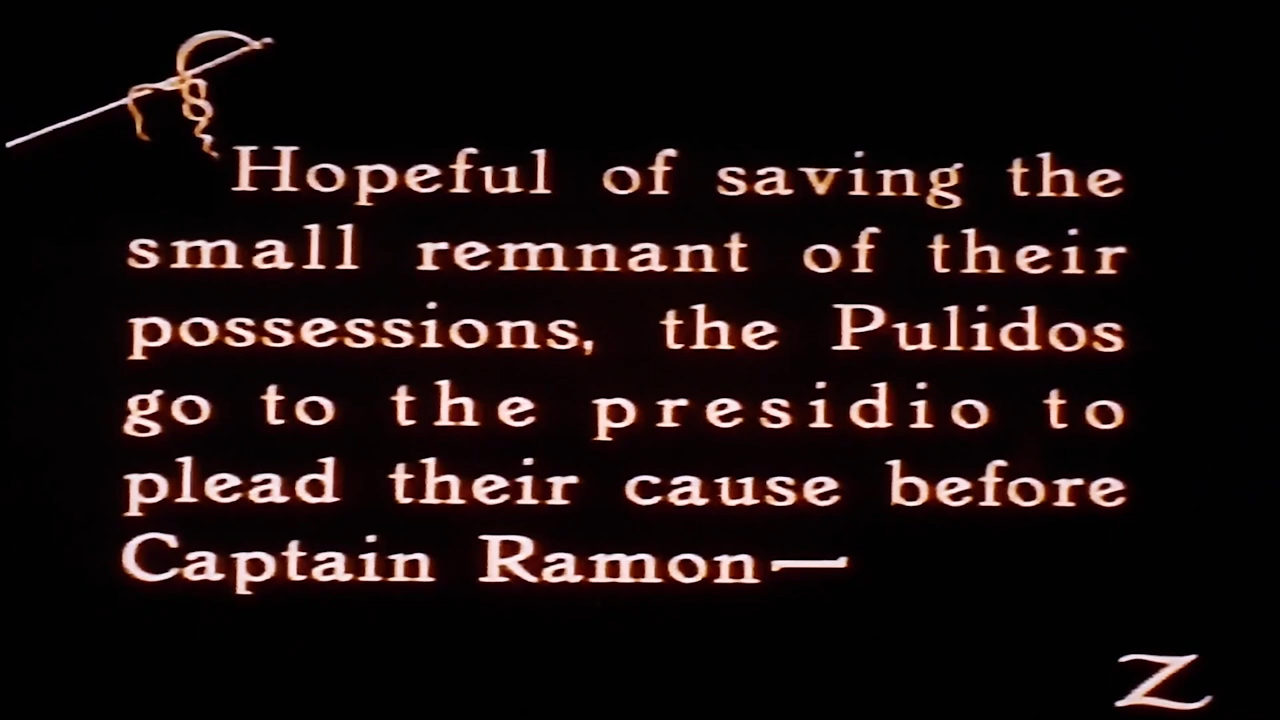 Hopeful of saving the
small remnant of their
possessions, the Pulidos
go to the presidio to
plead their cause before
Captain Ramon—
Z